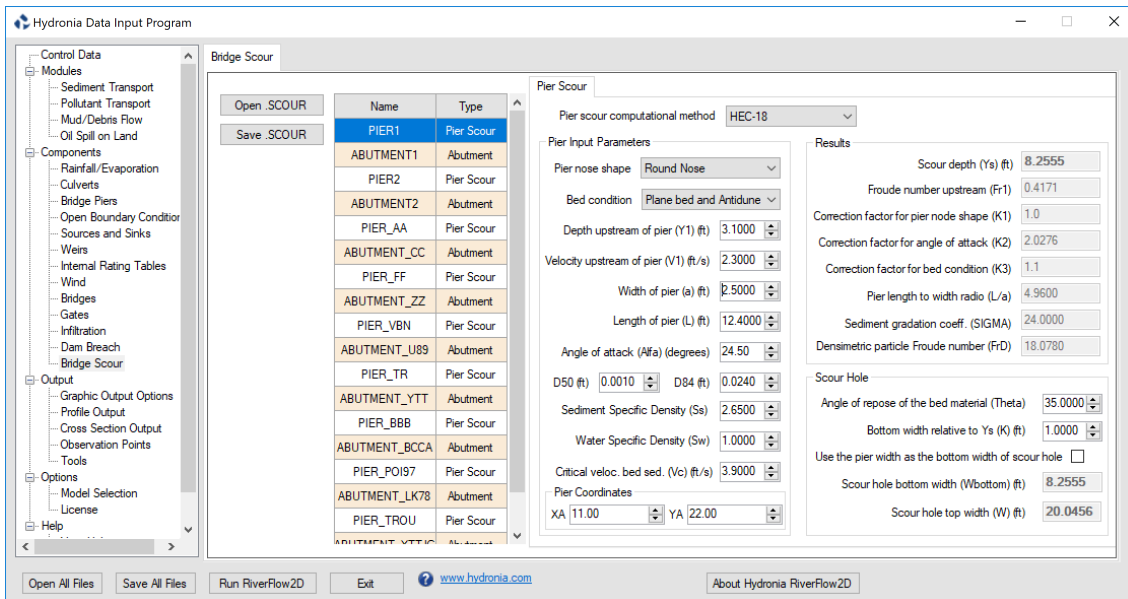 Hydronia Data Input Program
Control Data
Modules
Sediment Transport
Pollutant Transport
Mud/Debris Flow
Oil Spill on Land
Components
Rainfall/Evaporation
Culverts
Bridge Piers
Open Boundary Condition
Sources and Sinks
Weirs
Internal Rating Tables
Wind
Bridges
Gates
Infiltration
Dam Breach
Bridge Scour
Output
Graphic Output Options
Profile Output
Cross Section Output
Observation Points
Tools
Options
Model Selection
License
Help
Bridge Scour
Open .SCOUR
Save .SCOUR
Name Type
PIER1 Pier Scour
ABUTMENT1 Abutment
PIER2 Pier Scour
ABUTMENT2 Abutment
PIER_AA Pier Scour
ABUTMENT_CC Abutment
PIER_FF Pier Scour
ABUTMENT_ZZ Abutment
PIER_VBN Pier Scour
ABUTMENT_U89 Abutment
PIER_TR Pier Scour
ABUTMENT_YTT Abutment
PIER_BBB Pier Scour
ABUTMENT_BCCA Abutment
PIER_POI97 Pier Scour
ABUTMENT_LK78 Abutment
PIER_TROU Pier Scour
Pier Scour
Pier scour computational method HEC-18
Pier Input Parameters
Pier nose shape Round Nose
Bed condition Plane bed and Antidune
Depth upstream of pier (Y1) (ft) 3.1000
Velocity upstream of pier (V1) (ft/s) 2.3000
Width of pier (a) (ft) 2.5000
Length of pier (L) (ft) 12.4000
Angle of attack (Alfa) (degrees) 24.50
D50 (ft) 0.0010 D84 (ft) 0.0240
Sediment Specific Density (Ss) 2.6500
Water Specific Density (Sw) 1.0000
Critical veloc. bed sed. (Vc) (ft/s) 3.9000
Pier Coordinates
XA 11.00 YA 22.00
Results
Scour depth (Ys) (ft) 8.2555
Froude number upstream (Fr1) 0.4171
Correction factor for pier node shape (K1) 1.0
Correction factor for angle of attack (K2) 2.0276
Correction factor for bed condition (K3) 1.1
Pier length to width radio (L/a) 4.9600
Sediment gradation coeff. (SIGMA) 24.0000
Densimetric particle Froude number (FrD) 18.0780
Scour Hole
Angle of repose of the bed material (Theta) 35.0000
Bottom width relative to Ys (K) (ft) 1.0000
Use the pier width as the bottom width of scour hole
Scour hole bottom width (Wbottom) (ft) 8.2555
Scour hole top width (W) (ft) 20.0456
Open All Files Save All Files Run RiverFlow2D Exit ? www.hydronia.com About Hydronia RiverFlow2D